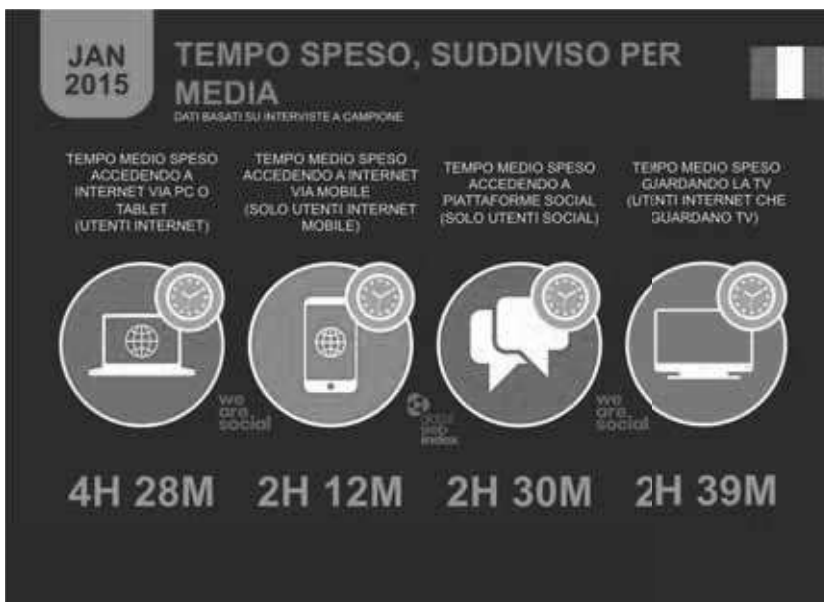 JAN
2015
TEMPO SPESO, SUDDIVISO PER
MEDIA
DATI BASATI SU INTERVISTE A CAMPIONE
TEMPO MEDIO SPESO
ACCEDENDO A
INTERNET VIA PC O
TABLET
(UTENTI INTERNET)
TEMPO MEDIO SPESO
ACCEDENDO A INTERNET
VIA MOBILE
(SOLO UTENTI INTERNET
MOBILE)
TEMPO MEDIO SPESO
ACCEDENDO A
PIATTAFORME SOCIAL
(SOLO UTENTI SOCIAL)
TEMPO MEDIO SPESO
GUARDANDO LA TV
(UTENTI INTERNET CHE
GUARDANO TV)
we
are
social
web
index
we
are
social
4H 28M
2H 12M
2H 30M
2H 39M